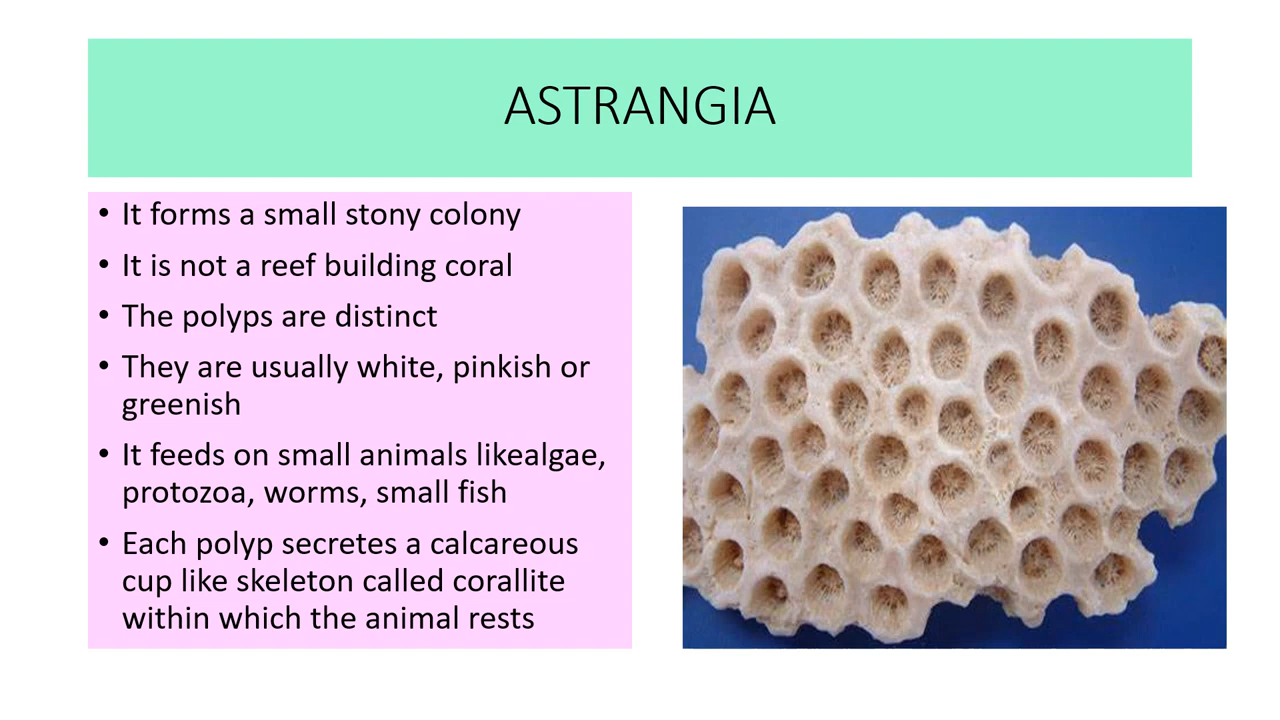 ASTRANGIA
• It forms a small stony colony
• It is not a reef building coral
• The polyps are distinct
• They are usually white, pinkish or
greenish
• It feeds on small animals likealgae,
protozoa, worms, small fish
• Each polyp secretes a calcareous
cup like skeleton called corallite
within which the animal rests